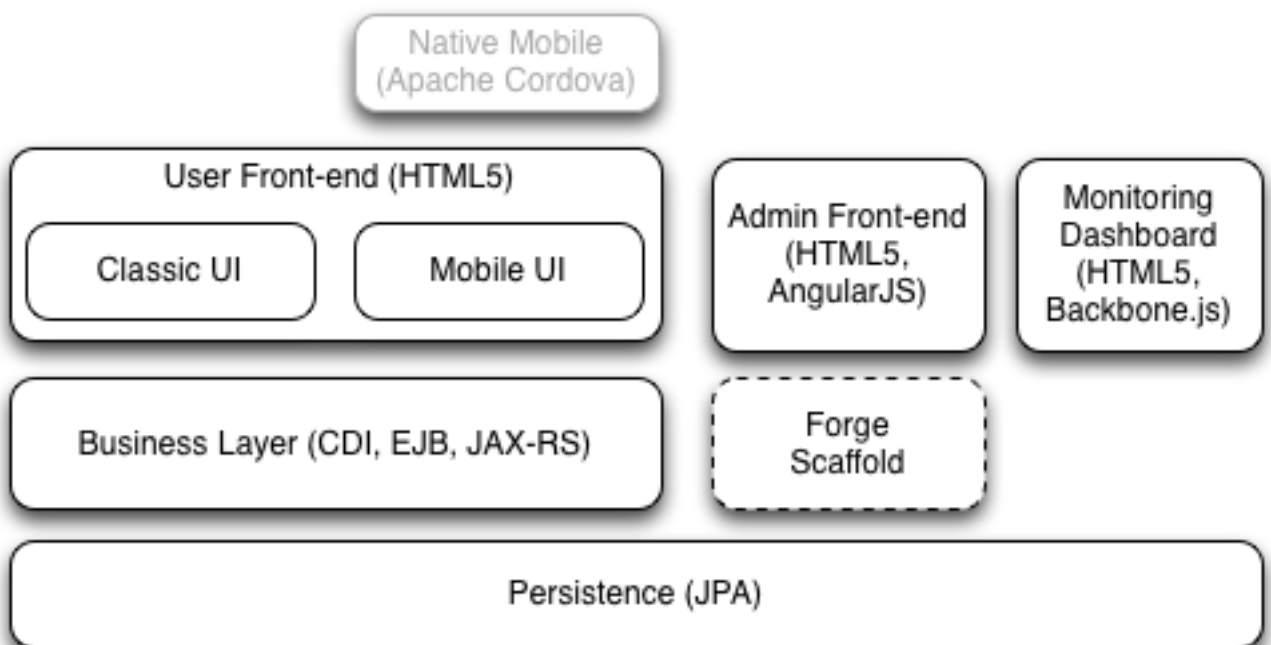 Native Mobile
(Apache Cordova)
User Front-end (HTML5)
Classic UI
Mobile UI
Admin Front-end
(HTML5,
AngularJS)
Monitoring
Dashboard
(HTML5,
Backbone.js)
Business Layer (CDI, EJB, JAX-RS)
Forge
Scaffold
Persistence (JPA)